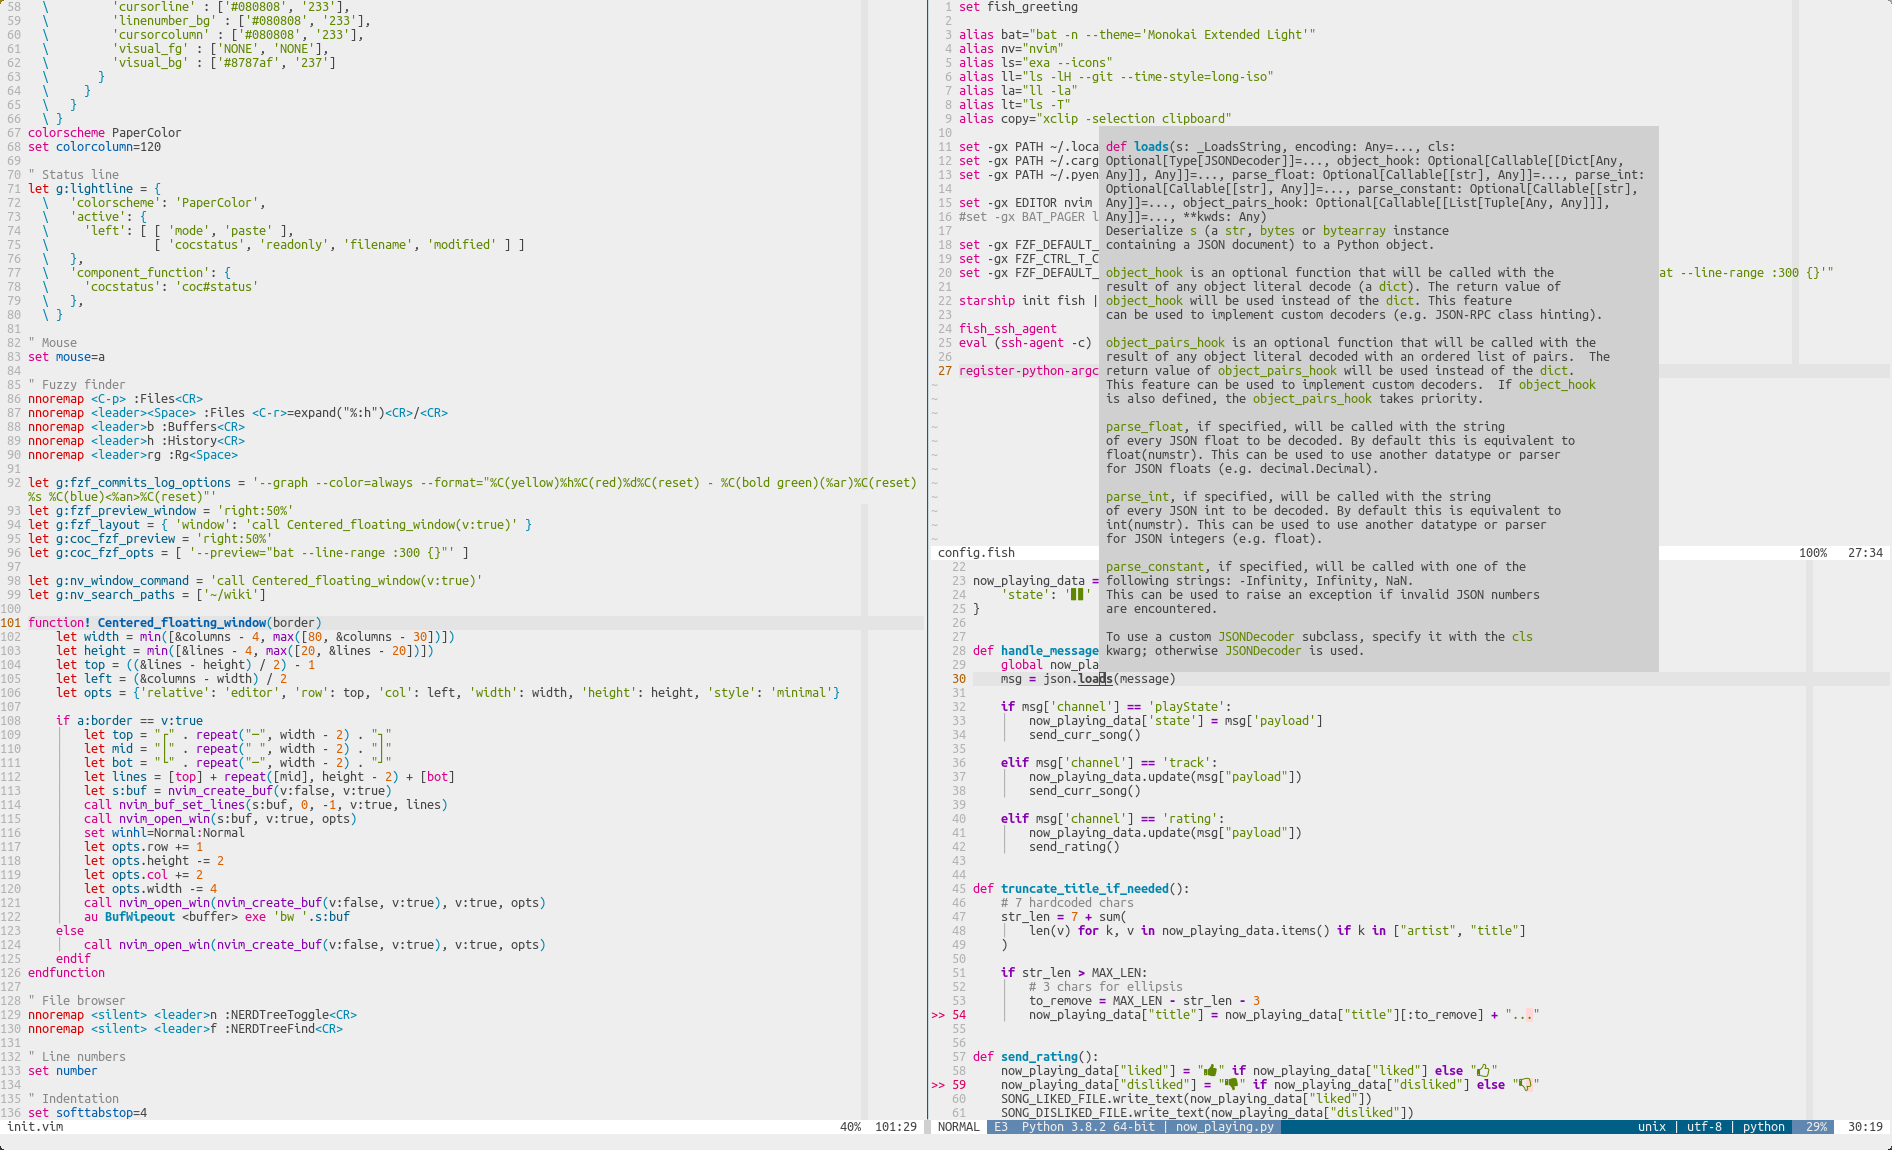 58   \         'cursorline' : ['#080808', '233'],
59   \         'linenumber_bg' : ['#080808', '233'],
60   \         'cursorcolumn' : ['#080808', '233'],
61   \         'visual_fg' : ['NONE', 'NONE'],
62   \         'visual_bg' : ['#8787af', '237']
63   \       }
64   \     }
65   \   }
66   \ }
67 colorscheme PaperColor
68 set colorcolumn=120
69
70 " Status line
71 let g:lightline = {
72   \   'colorscheme': 'PaperColor',
73   \   'active': {
74   \     'left': [ [ 'mode', 'paste' ],
75   \               [ 'cocstatus', 'readonly', 'filename', 'modified' ] ]
76   \   },
77   \   'component_function': {
78   \     'cocstatus': 'coc#status'
79   \   },
80   \ }
81
82 " Mouse
83 set mouse=a
84
85 " Fuzzy finder
86 nnoremap <C-p> :Files<CR>
87 nnoremap <leader><Space> :Files <C-r>=expand("%:h")<CR>/<CR>
88 nnoremap <leader>b :Buffers<CR>
89 nnoremap <leader>h :History<CR>
90 nnoremap <leader>rg :Rg<Space>
91
92 let g:fzf_commits_log_options = '--graph --color=always --format="%C(yellow)%h%C(red)%d%C(reset) - %C(bold green)(%ar)%C(reset)
%s %C(blue)<%an>%C(reset)"'
93 let g:fzf_preview_window = 'right:50%'
94 let g:fzf_layout = { 'window': 'call Centered_floating_window(v:true)' }
95 let g:coc_fzf_preview = 'right:50%'
96 let g:coc_fzf_opts = [ '--preview="bat --line-range :300 {}"' ]
97
98 let g:nv_window_command = 'call Centered_floating_window(v:true)'
99 let g:nv_search_paths = ['~/wiki']
100
101 function! Centered_floating_window(border)
102     let width = min([&columns - 4, max([80, &columns - 30])])
103     let height = min([&lines - 4, max([20, &lines - 20])])
104     let top = ((&lines - height) / 2) - 1
105     let left = (&columns - width) / 2
106     let opts = {'relative': 'editor', 'row': top, 'col': left, 'width': width, 'height': height, 'style': 'minimal'}
107
108     if a:border == v:true
109     |   let top = "┌" . repeat("─", width - 2) . "┐"
110     |   let mid = "│" . repeat(" ", width - 2) . "│"
111     |   let bot = "└" . repeat("─", width - 2) . "┘"
112     |   let lines = [top] + repeat([mid], height - 2) + [bot]
113     |   let s:buf = nvim_create_buf(v:false, v:true)
114     |   call nvim_buf_set_lines(s:buf, 0, -1, v:true, lines)
115     |   call nvim_open_win(s:buf, v:true, opts)
116     |   set winhl=Normal:Normal
117     |   let opts.row += 1
118     |   let opts.height -= 2
119     |   let opts.col += 2
120     |   let opts.width -= 4
121     |   call nvim_open_win(nvim_create_buf(v:false, v:true), v:true, opts)
122     |   au BufWipeout <buffer> exe 'bw '.s:buf
123     else
124     |   call nvim_open_win(nvim_create_buf(v:false, v:true), v:true, opts)
125     endif
126 endfunction
127
128 " File browser
129 nnoremap <silent> <leader>n :NERDTreeToggle<CR>
130 nnoremap <silent> <leader>f :NERDTreeFind<CR>
131
132 " Line numbers
133 set number
134
135 " Indentation
136 set softtabstop=4
init.vim 40% 101:29
1 set fish_greeting
2
3 alias bat="bat -n --theme='Monokai Extended Light'"
4 alias nv="nvim"
5 alias ls="exa --icons"
6 alias ll="ls -lH --git --time-style=long-iso"
7 alias la="ll -la"
8 alias lt="ls -T"
9 alias copy="xclip -selection clipboard"
10
11 set -gx PATH ~/.loca
12 set -gx PATH ~/.carg
13 set -gx PATH ~/.pyen
14
15 set -gx EDITOR nvim
16 #set -gx BAT_PAGER l
17
18 set -gx FZF_DEFAULT_
19 set -gx FZF_CTRL_T_C
20 set -gx FZF_DEFAULT_ at --line-range :300 {}'"
21
22 starship init fish |
23
24 fish_ssh_agent
25 eval (ssh-agent -c)
26
27 register-python-argc
~
~
~
~
~
~
~
~
~
~
~
~
config.fish 100% 27:34
def loads(s: _LoadsString, encoding: Any=..., cls:
Optional[Type[JSONDecoder]]=..., object_hook: Optional[Callable[[Dict[Any,
Any]], Any]]=..., parse_float: Optional[Callable[[str], Any]]=..., parse_int:
Optional[Callable[[str], Any]]=..., parse_constant: Optional[Callable[[str],
Any]]=..., object_pairs_hook: Optional[Callable[[List[Tuple[Any, Any]]],
Any]]=..., **kwds: Any)
Deserialize s (a str, bytes or bytearray instance
containing a JSON document) to a Python object.
object_hook is an optional function that will be called with the
result of any object literal decode (a dict). The return value of
object_hook will be used instead of the dict. This feature
can be used to implement custom decoders (e.g. JSON-RPC class hinting).
object_pairs_hook is an optional function that will be called with the
result of any object literal decoded with an ordered list of pairs.  The
return value of object_pairs_hook will be used instead of the dict.
This feature can be used to implement custom decoders.  If object_hook
is also defined, the object_pairs_hook takes priority.
parse_float, if specified, will be called with the string
of every JSON float to be decoded. By default this is equivalent to
float(numstr). This can be used to use another datatype or parser
for JSON floats (e.g. decimal.Decimal).
parse_int, if specified, will be called with the string
of every JSON int to be decoded. By default this is equivalent to
int(numstr). This can be used to use another datatype or parser
for JSON integers (e.g. float).
parse_constant, if specified, will be called with one of the
following strings: -Infinity, Infinity, NaN.
This can be used to raise an exception if invalid JSON numbers
are encountered.
To use a custom JSONDecoder subclass, specify it with the cls
kwarg; otherwise JSONDecoder is used.
22
23 now_playing_data =
24     'state': '⏸'
25 }
26
27
28 def handle_message
29     global now_pla
30     msg = json.loads(message)
31
32     if msg['channel'] == 'playState':
33     |   now_playing_data['state'] = msg['payload']
34     |   send_curr_song()
35
36     elif msg['channel'] == 'track':
37     |   now_playing_data.update(msg["payload"])
38     |   send_curr_song()
39
40     elif msg['channel'] == 'rating':
41     |   now_playing_data.update(msg["payload"])
42     |   send_rating()
43
44
45 def truncate_title_if_needed():
46     # 7 hardcoded chars
47     str_len = 7 + sum(
48     |   len(v) for k, v in now_playing_data.items() if k in ["artist", "title"]
49     )
50
51     if str_len > MAX_LEN:
52     |   # 3 chars for ellipsis
53     |   to_remove = MAX_LEN - str_len - 3
>> 54     |   now_playing_data["title"] = now_playing_data["title"][:to_remove] + "..."
55
56
57 def send_rating():
58     now_playing_data["liked"] = "👍" if now_playing_data["liked"] else "👍"
>> 59     now_playing_data["disliked"] = "👎" if now_playing_data["disliked"] else "👎"
60     SONG_LIKED_FILE.write_text(now_playing_data["liked"])
61     SONG_DISLIKED_FILE.write_text(now_playing_data["disliked"])
NORMAL E3 Python 3.8.2 64-bit | now_playing.py unix | utf-8 | python 29% 30:19